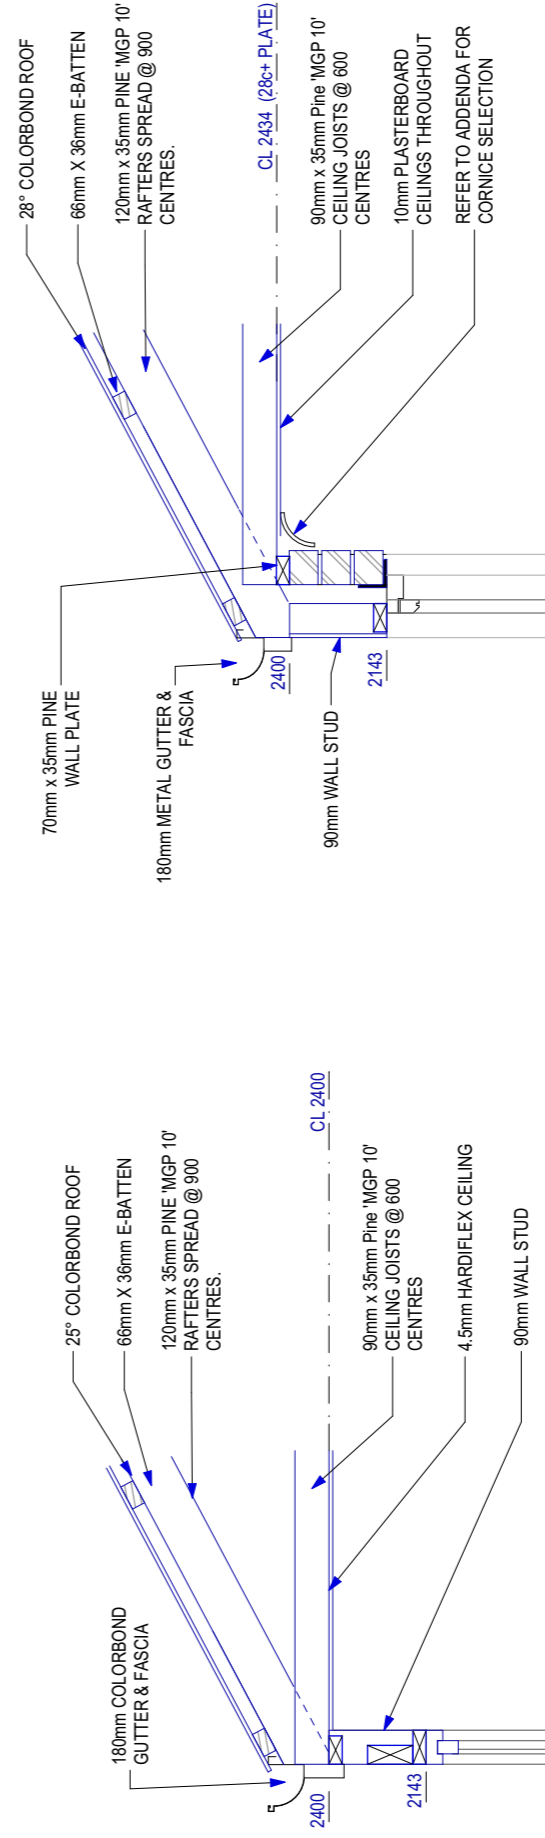 180mm COLORBOND
GUTTER & FASCIA
25° COLORBOND ROOF
66mm X 36mm E-BATTEN
120mm x 35mm PINE 'MGP 10'
RAFTERS SPREAD @ 900
CENTRES.
CL 2400
90mm x 35mm Pine 'MGP 10'
CEILING JOISTS @ 600
CENTRES
4.5mm HARDIFLEX CEILING
90mm WALL STUD
2400
2143
70mm x 35mm PINE
WALL PLATE
180mm METAL GUTTER &
FASCIA
2400
90mm WALL STUD
2143
28° COLORBOND ROOF
66mm X 36mm E-BATTEN
120mm x 35mm PINE 'MGP 10'
RAFTERS SPREAD @ 900
CENTRES.
CL 2434 (28c+ PLATE)
90mm x 35mm Pine 'MGP 10'
CEILING JOISTS @ 600
CENTRES
10mm PLASTERBOARD
CEILINGS THROUGHOUT
REFER TO ADDENDA FOR
CORNICE SELECTION